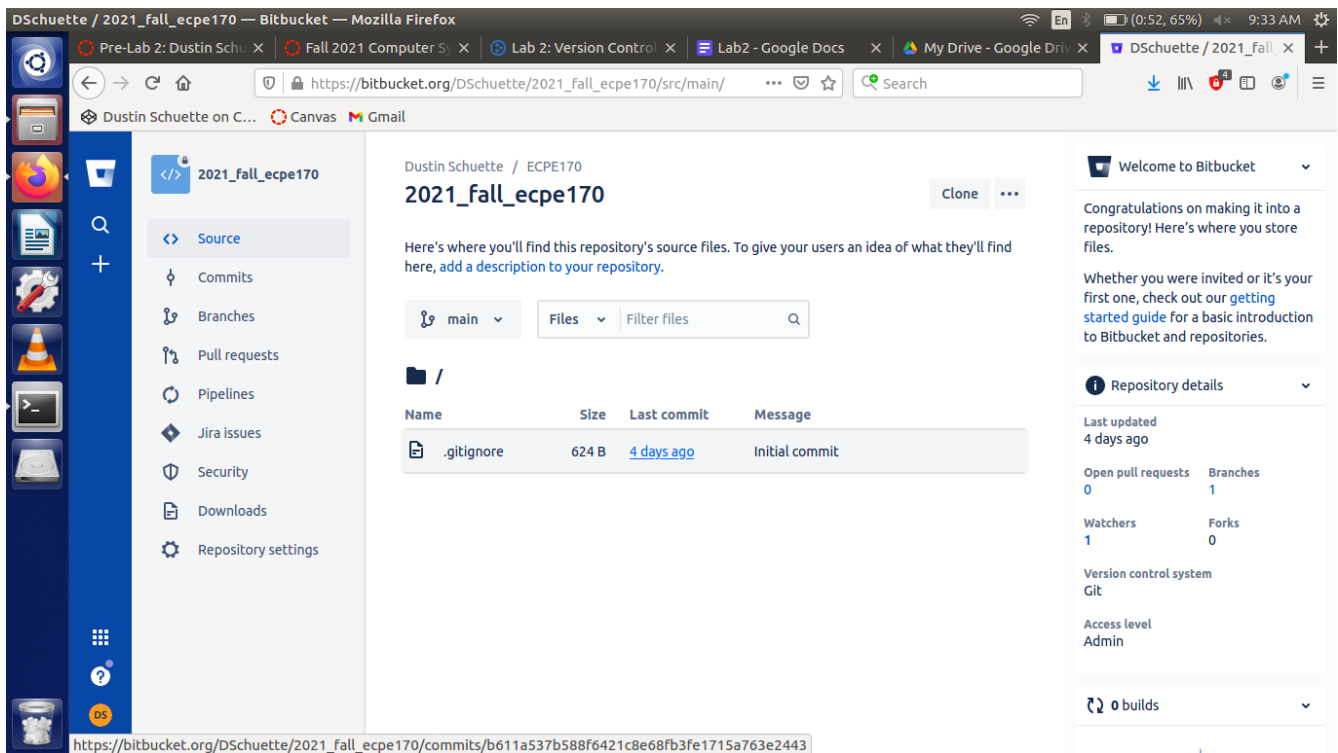 DSchuette / 2021_fall_ecpe170 — Bitbucket — Mozilla Firefox
En
(0:52, 65%)
9:33 AM
Pre-Lab 2: Dustin Schu
Fall 2021 Computer Sy
Lab 2: Version Control
Lab2 - Google Docs
My Drive - Google Driv
DSchuette / 2021_fall
https://bitbucket.org/DSchuette/2021_fall_ecpe170/src/main/
Search
4
Dustin Schuette on C...
Canvas
Gmail
2021_fall_ecpe170
Source
Commits
Branches
Pull requests
Pipelines
Jira issues
Security
Downloads
Repository settings
DS
Dustin Schuette / ECPE170
2021_fall_ecpe170
Clone
Here's where you'll find this repository's source files. To give your users an idea of what they'll find
here, add a description to your repository.
main
Files
Filter files
/
Name Size Last commit Message
.gitignore 624 B 4 days ago Initial commit
Welcome to Bitbucket
Congratulations on making it into a
repository! Here's where you store
files.
Whether you were invited or it's your
first one, check out our getting
started guide for a basic introduction
to Bitbucket and repositories.
Repository details
Last updated
4 days ago
Open pull requests Branches
0 1
Watchers Forks
1 0
Version control system
Git
Access level
Admin
0 builds
https://bitbucket.org/DSchuette/2021_fall_ecpe170/commits/b611a537b588f6421c8e68fb3fe1715a763e2443